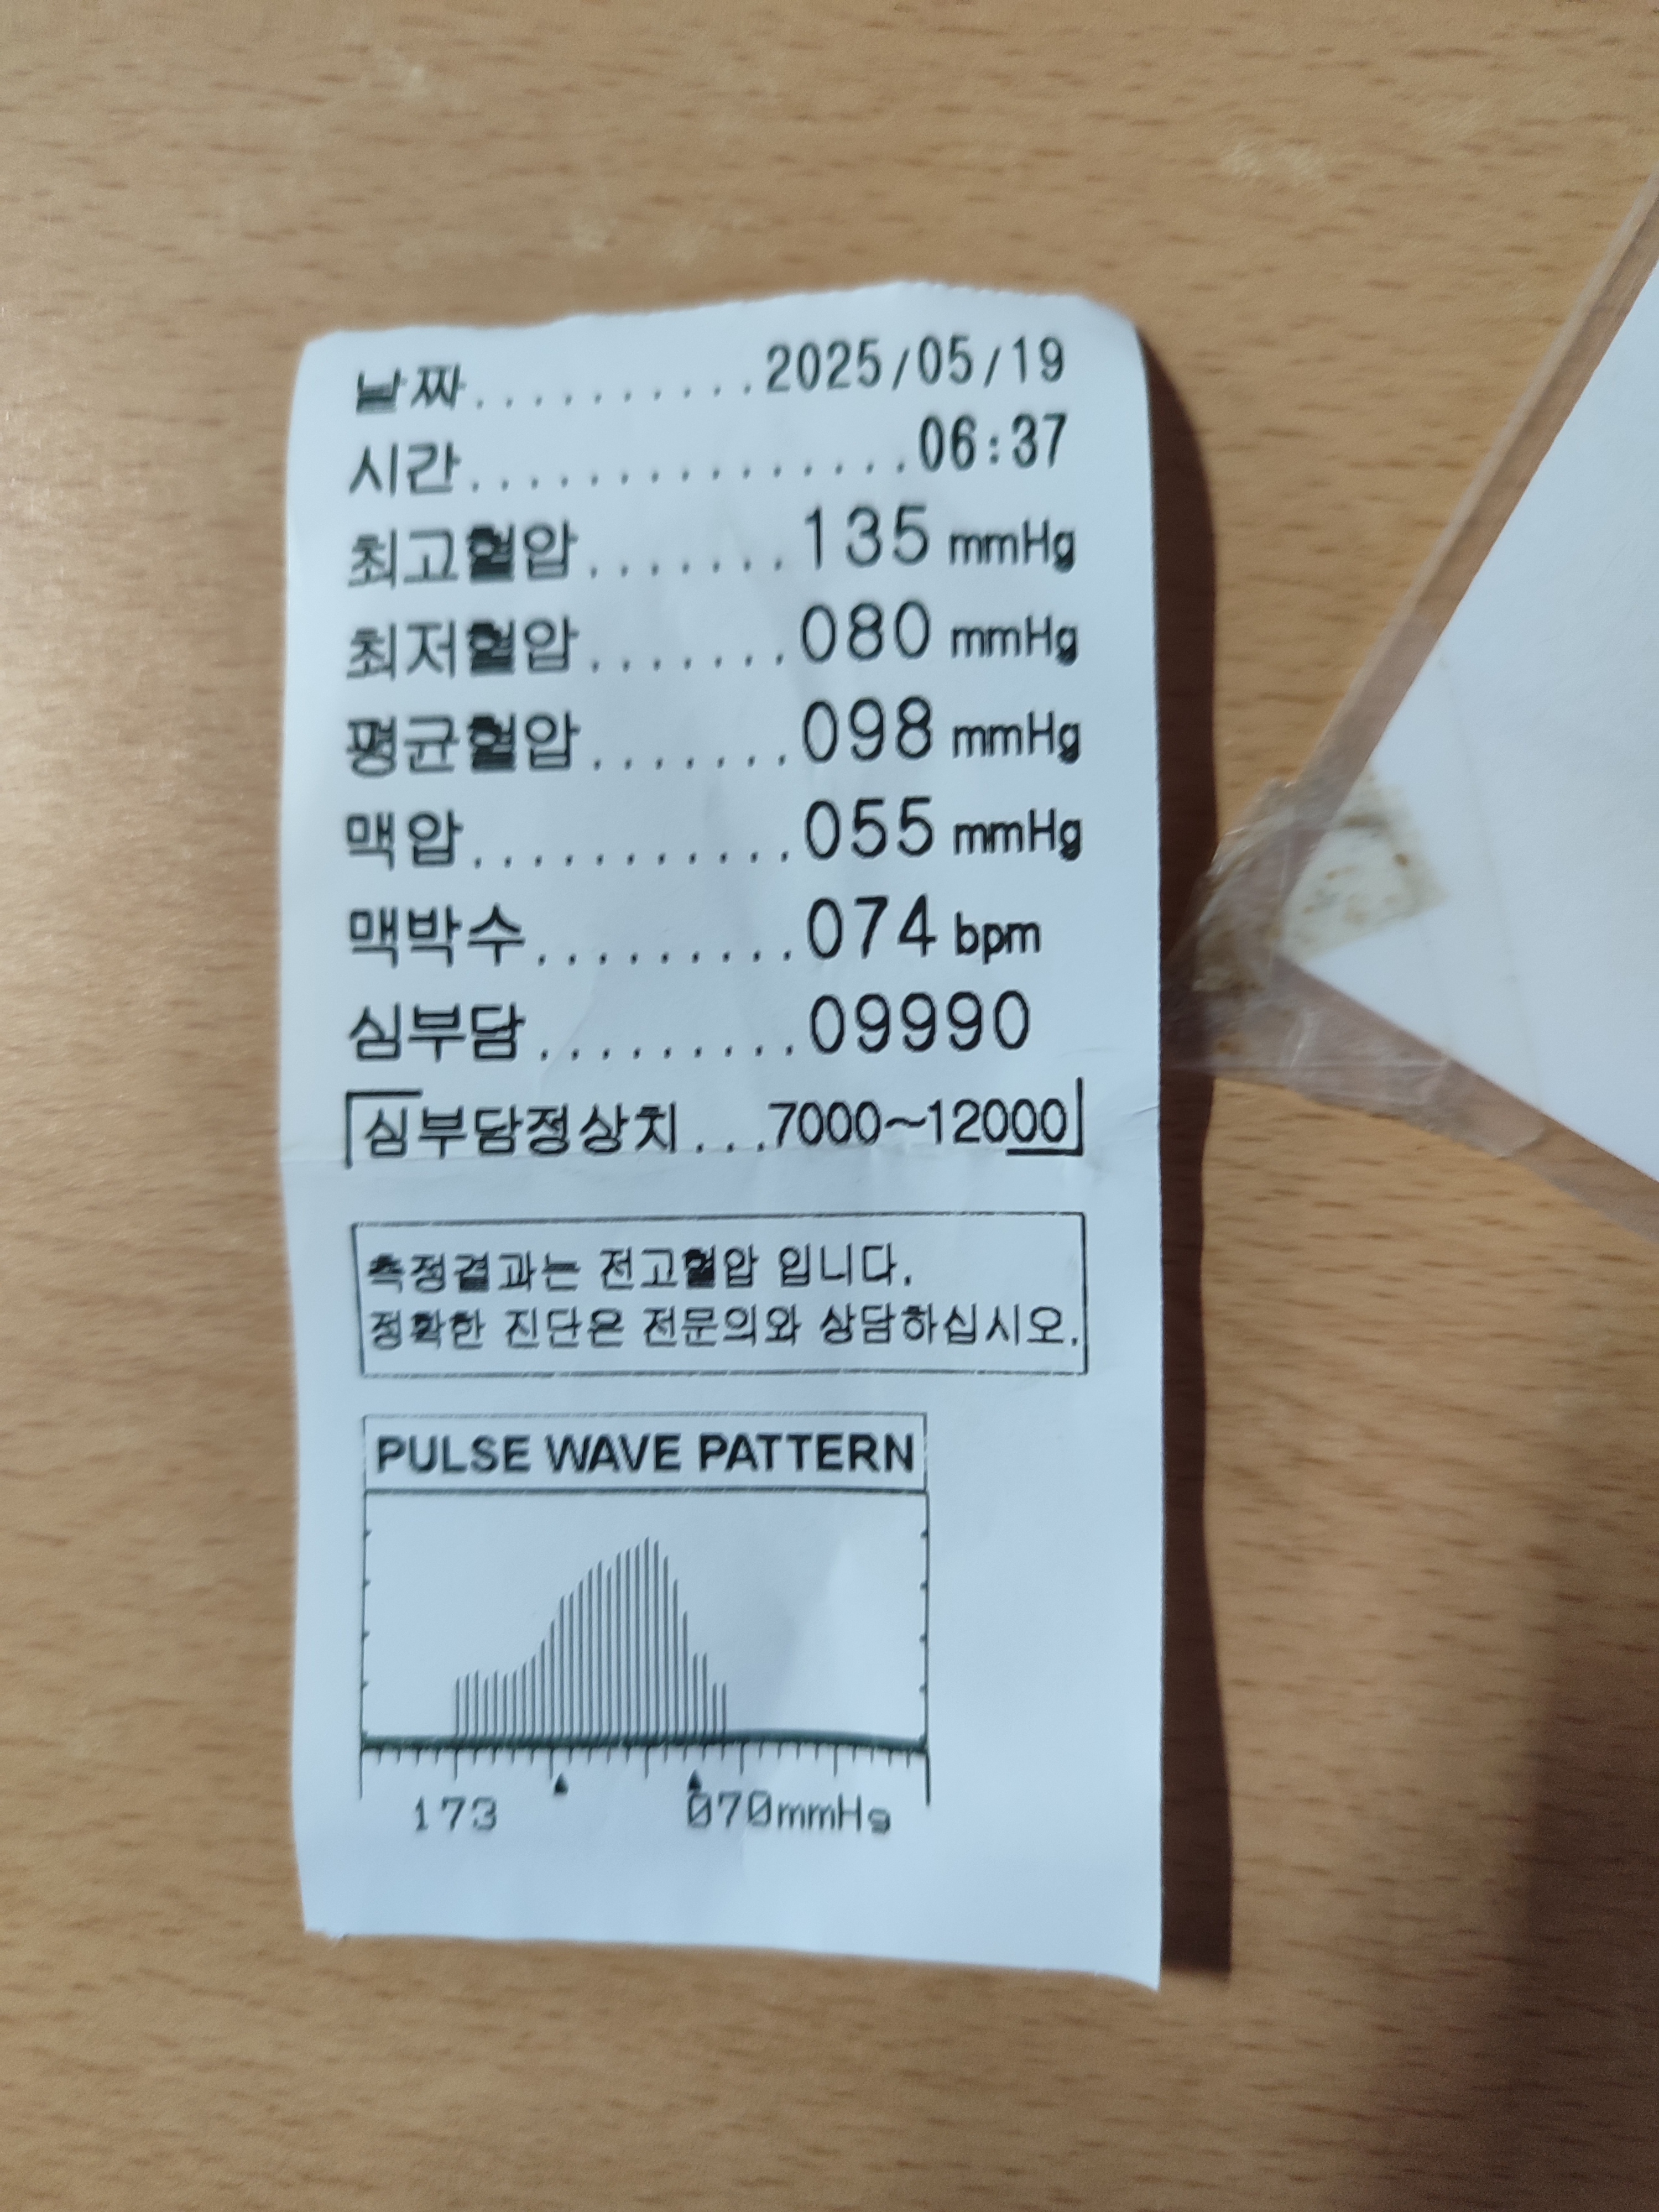 날짜..........2025/05/19
시간...............06:37
최고혈압.......135 mmHg
최저혈압.......080 mmHg
평균혈압.......098 mmHg
맥압...........055 mmHg
맥박수.........074 bpm
심부담.........09990
심부담정상치...7000~12000
측정결과는 전고혈압 입니다.
정확한 진단은 전문의와 상담하십시오.
PULSE WAVE PATTERN
173 070mmHg